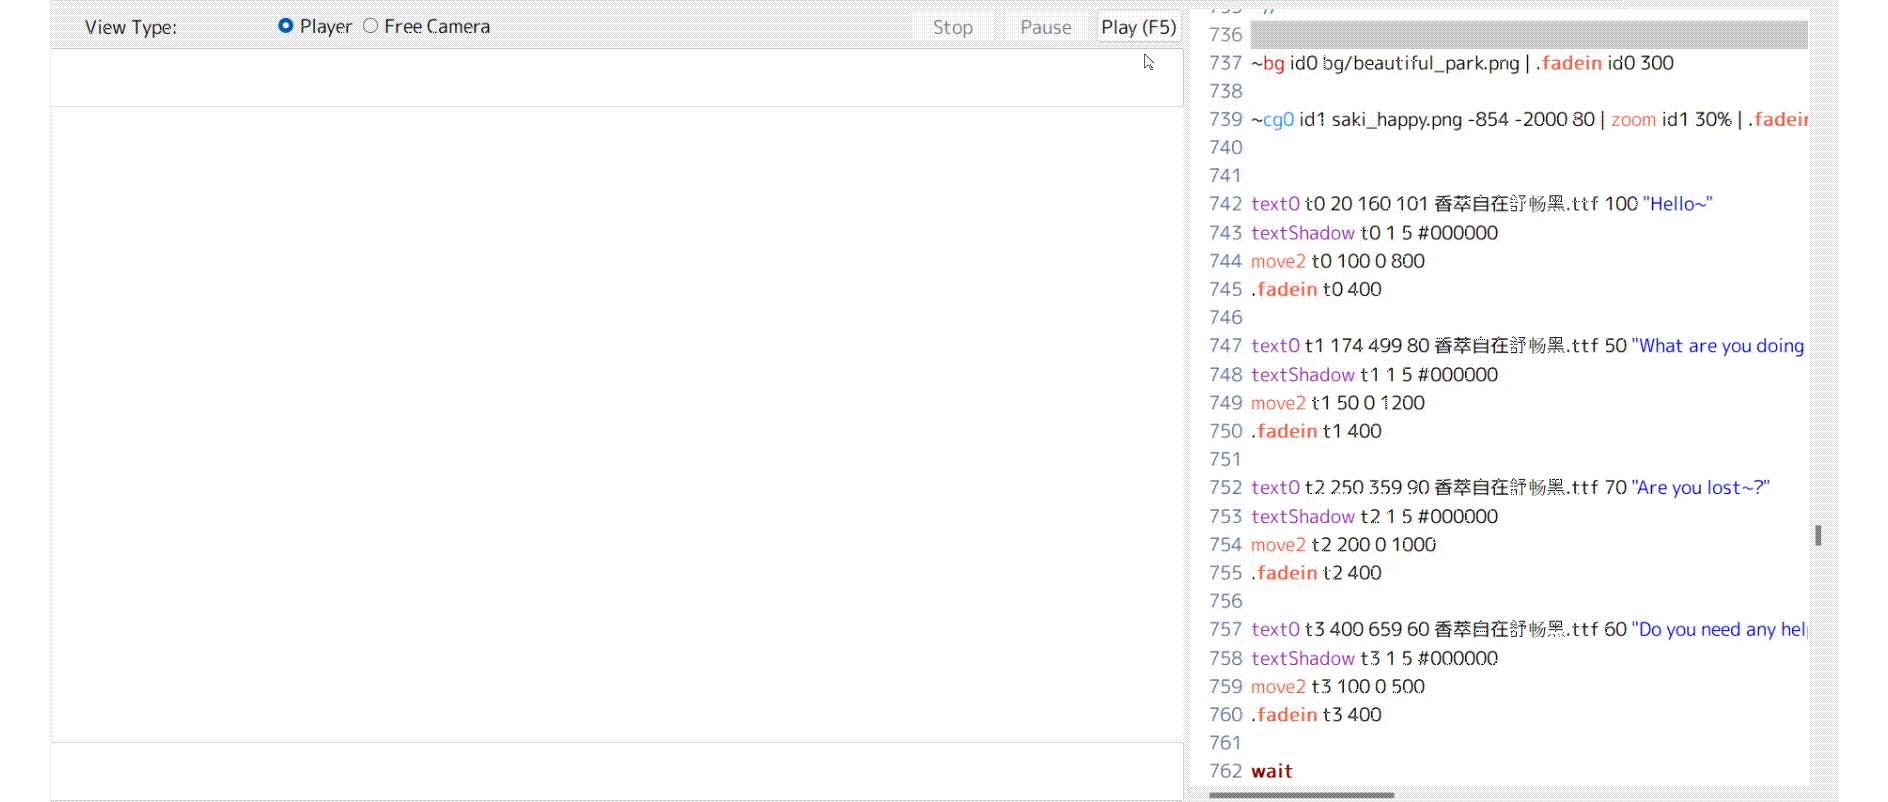 View Type: Player Free Camera Stop Pause Play (F5)
736
737 ~bg id0 bg/beautiful_park.png | .fadein id0 300
738
739 ~cg0 id1 saki_happy.png -854 -2000 80 | zoom id1 30% | .fadein
740
741
742 text0 t0 20 160 101 香萃自在舒畅黑.ttf 100 "Hello~"
743 textShadow t0 1 5 #000000
744 move2 t0 100 0 800
745 .fadein t0 400
746
747 text0 t1 174 499 80 香萃自在舒畅黑.ttf 50 "What are you doing
748 textShadow t1 1 5 #000000
749 move2 t1 50 0 1200
750 .fadein t1 400
751
752 text0 t2 250 359 90 香萃自在舒畅黑.ttf 70 "Are you lost~?"
753 textShadow t2 1 5 #000000
754 move2 t2 200 0 1000
755 .fadein t2 400
756
757 text0 t3 400 659 60 香萃自在舒畅黑.ttf 60 "Do you need any hel
758 textShadow t3 1 5 #000000
759 move2 t3 100 0 500
760 .fadein t3 400
761
762 wait